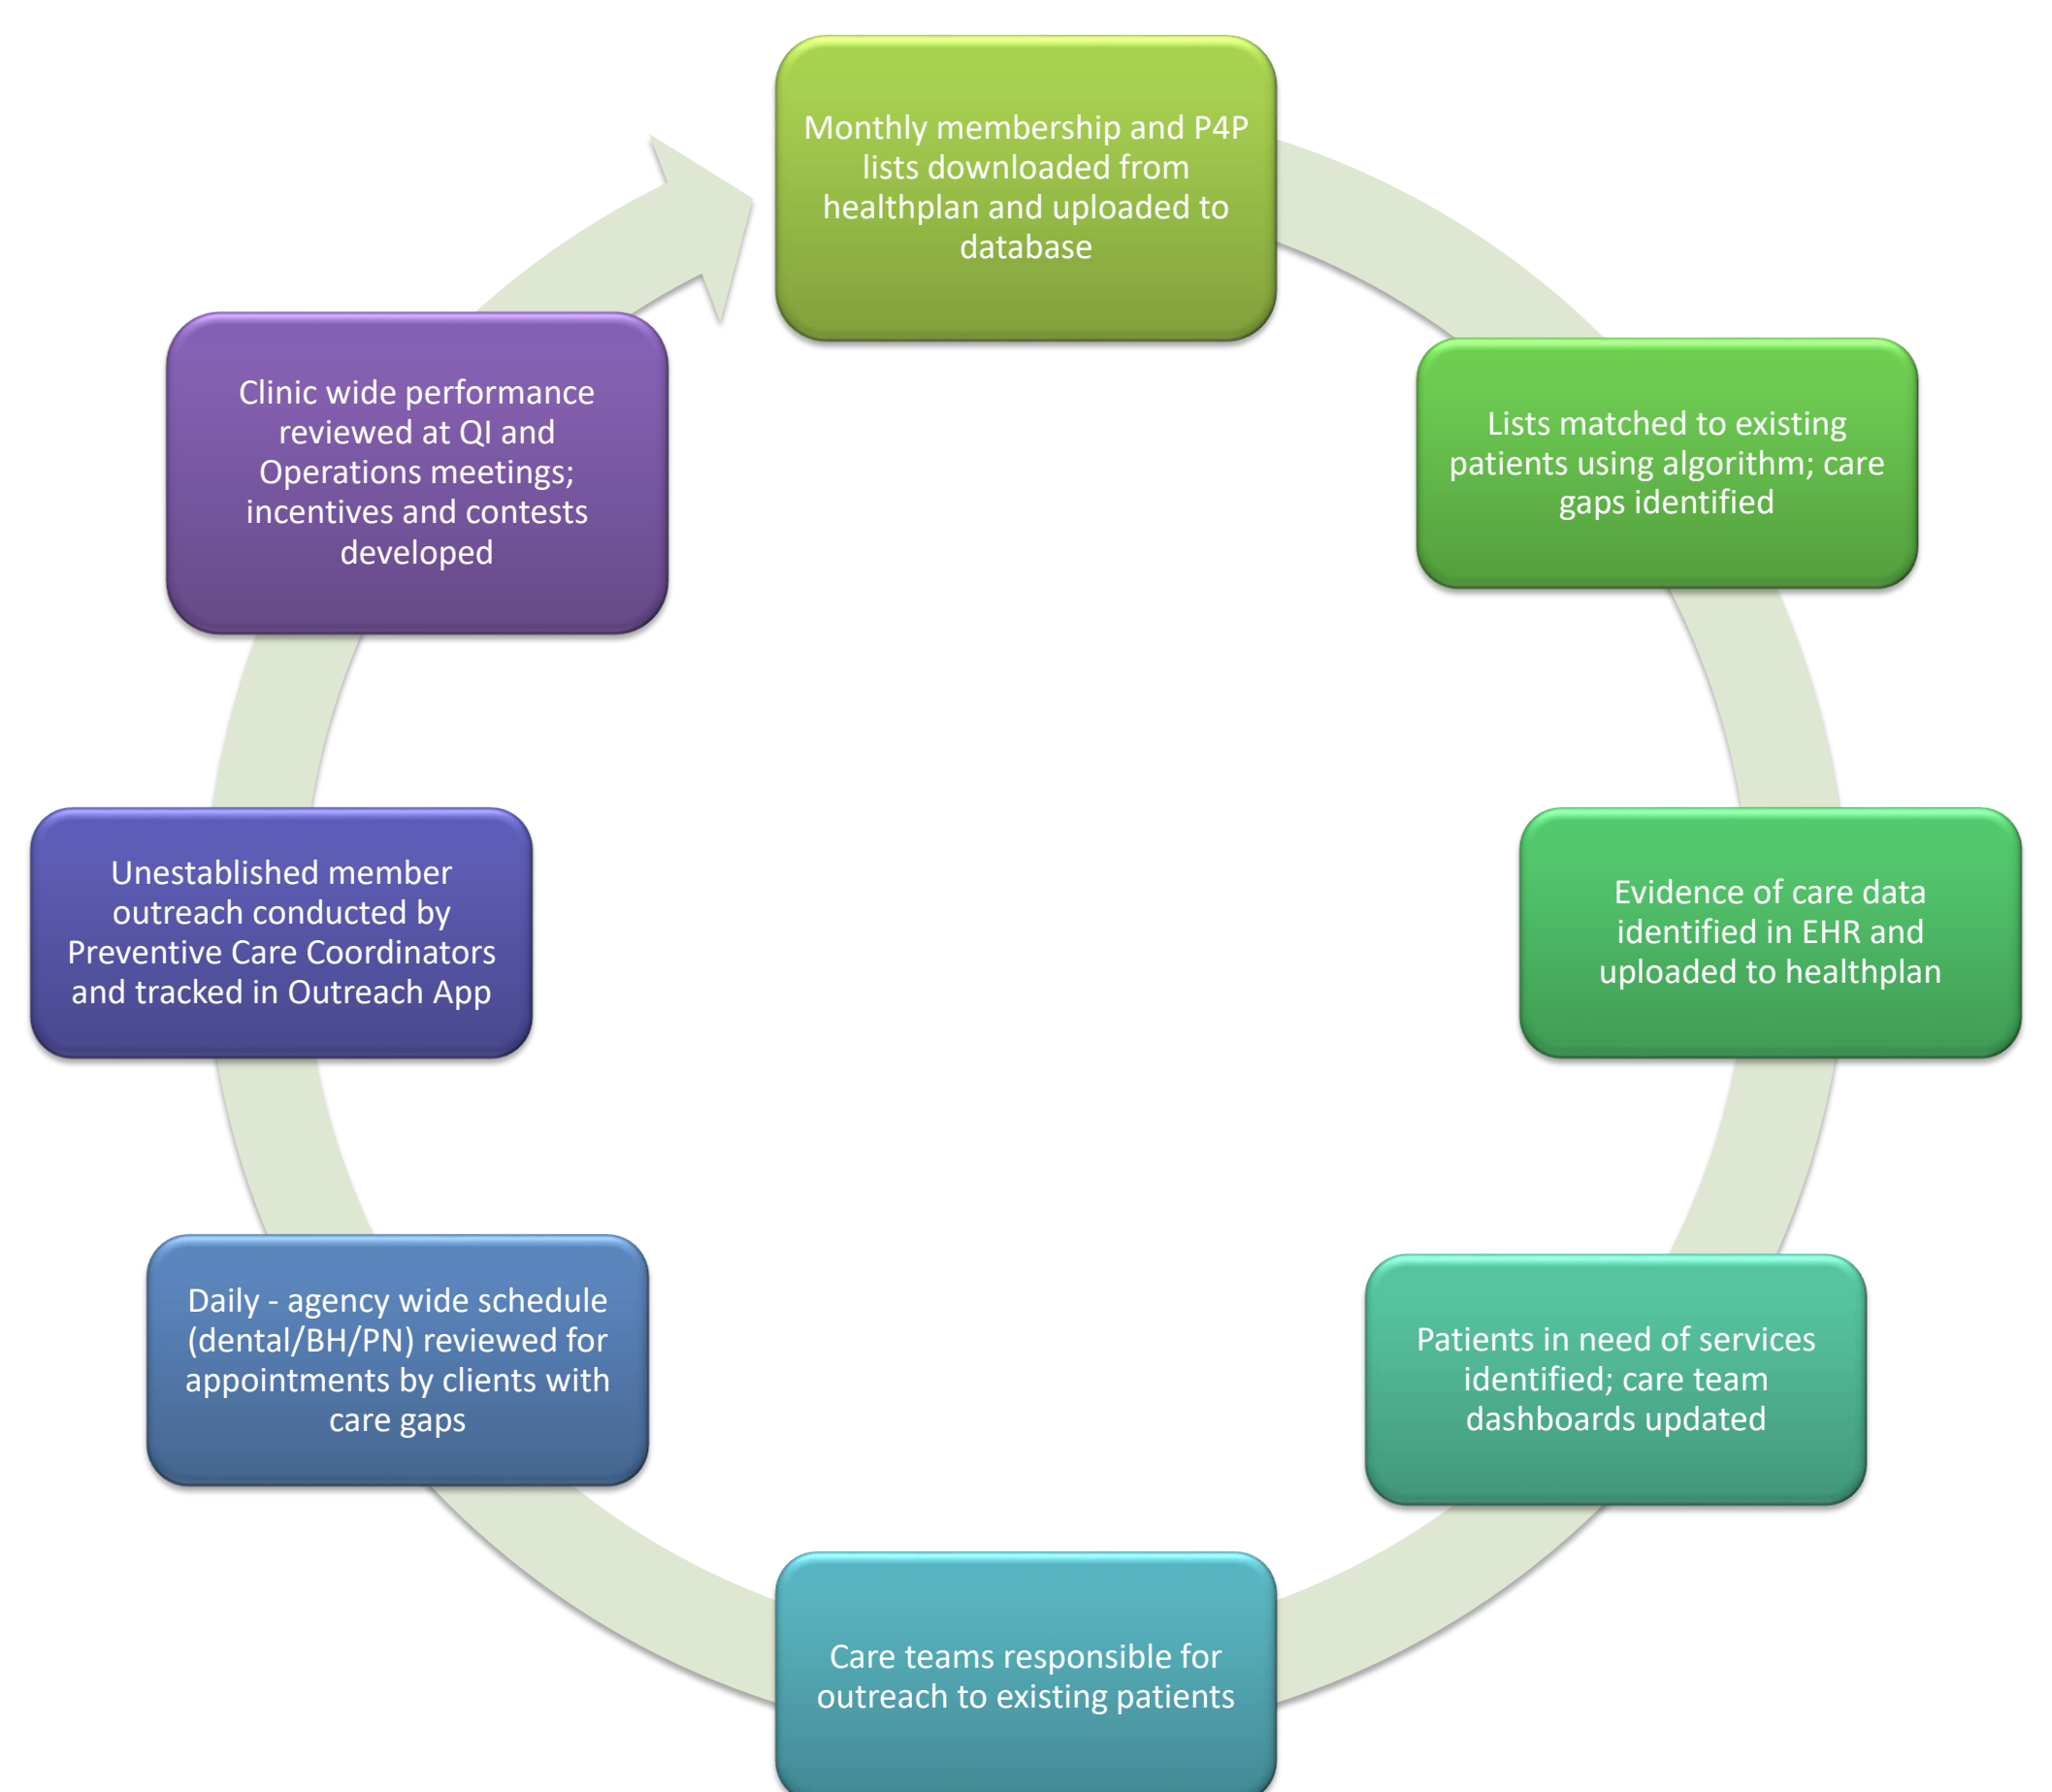 Monthly membership and P4P
lists downloaded from
healthplan and uploaded to
database
Lists matched to existing
patients using algorithm; care
gaps identified
Evidence of care data
identified in EHR and
uploaded to healthplan
Patients in need of services
identified; care team
dashboards updated
Care teams responsible for
outreach to existing patients
Daily - agency wide schedule
(dental/BH/PN) reviewed for
appointments by clients with
care gaps
Unestablished member
outreach conducted by
Preventive Care Coordinators
and tracked in Outreach App
Clinic wide performance
reviewed at QI and
Operations meetings;
incentives and contests
developed